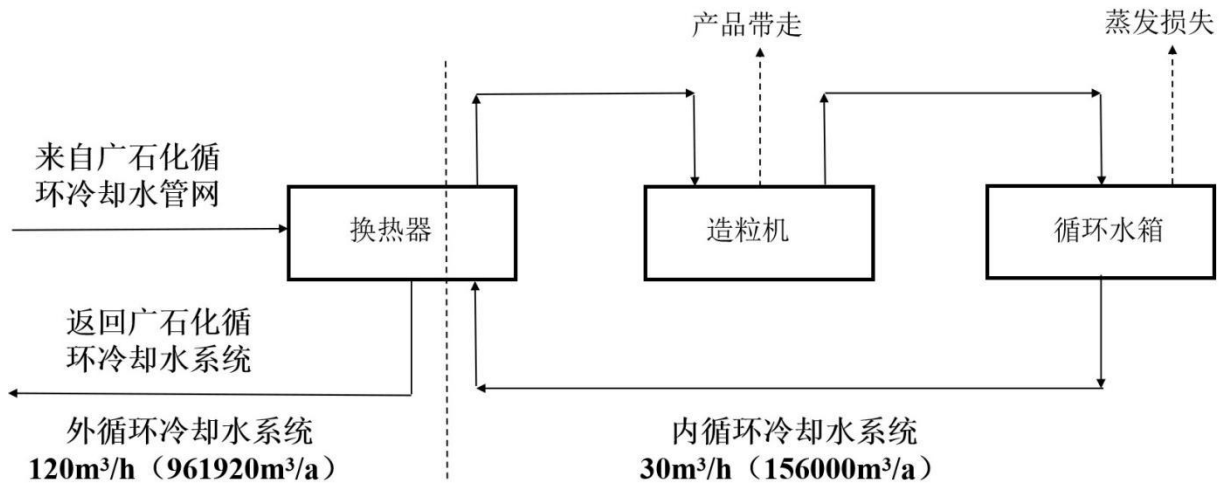 产品带走
蒸发损失
来自广石化循
环冷却水管网
换热器
造粒机
循环水箱
返回广石化循
环冷却水系统
外循环冷却水系统
120m³/h（961920m³/a）
内循环冷却水系统
30m³/h（156000m³/a）